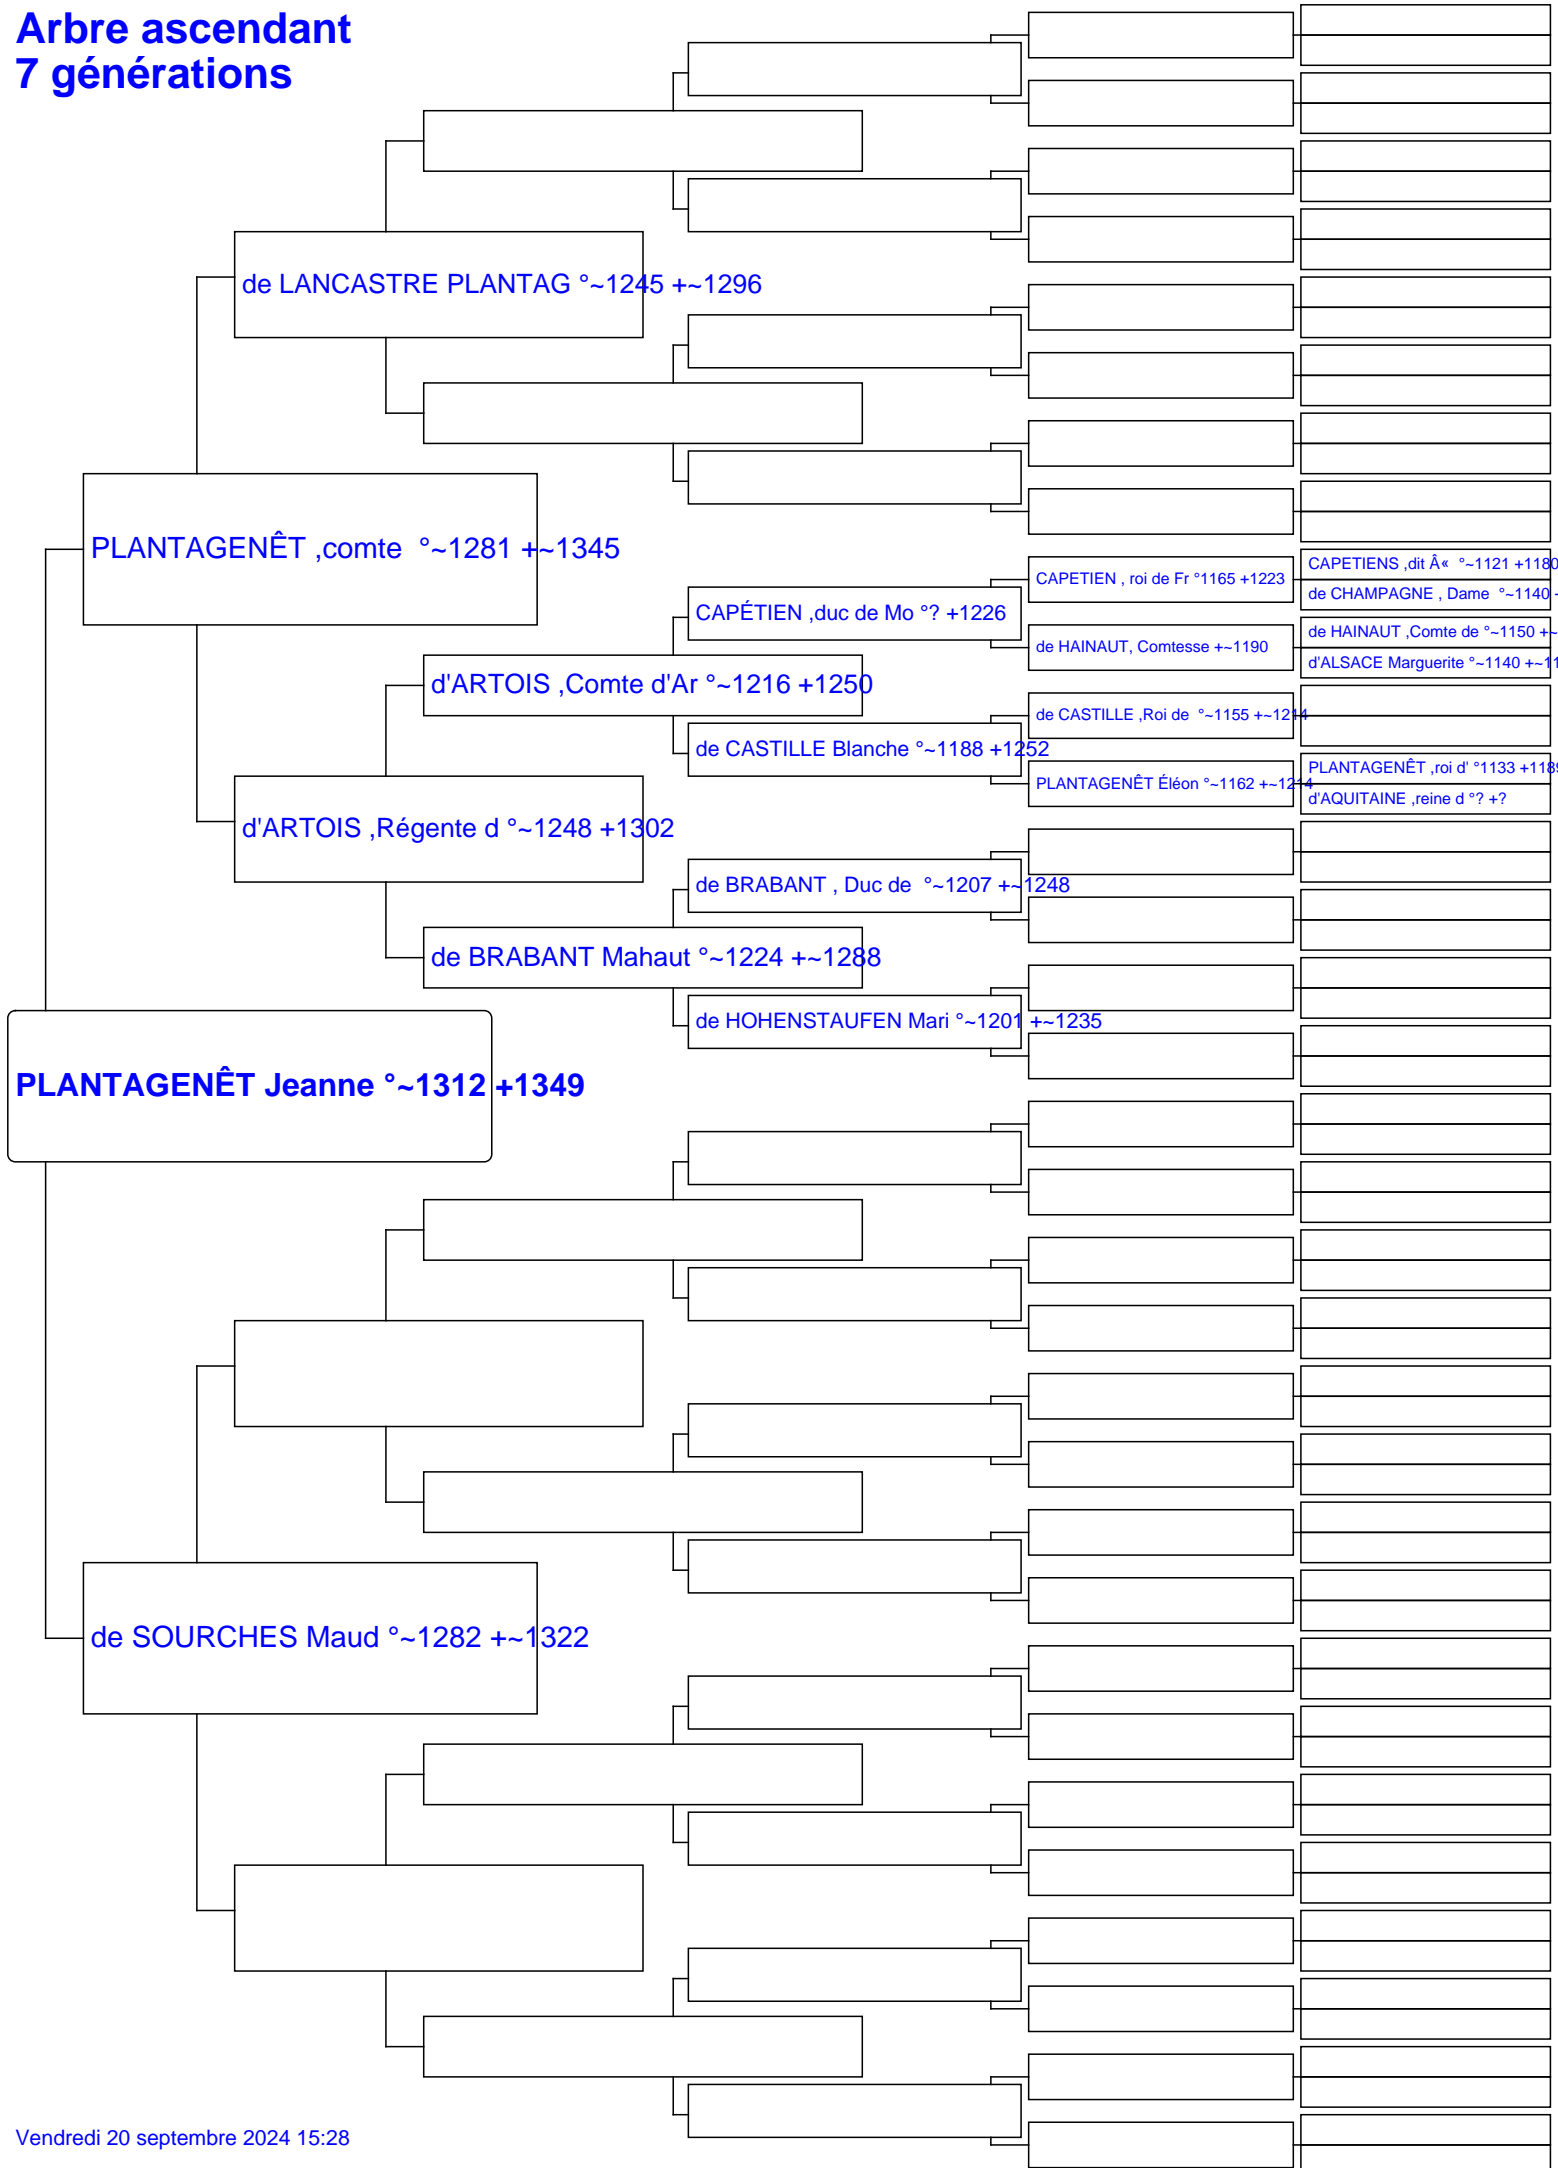 Arbre ascendant
7 générations
de LANCASTRE PLANTAG °~1245 +~1296
PLANTAGENÊT ,comte °~1281 +~1345
CAPETIENS ,dit Â« °~1121 +1180
CAPETIEN , roi de Fr °1165 +1223
de CHAMPAGNE , Dame °~1140 +
CAPÉTIEN ,duc de Mo °? +1226
de HAINAUT ,Comte de °~1150 +~
de HAINAUT, Comtesse +~1190
d'ALSACE Marguerite °~1140 +~11
d'ARTOIS ,Comte d'Ar °~1216 +1250
de CASTILLE ,Roi de °~1155 +~1214
de CASTILLE Blanche °~1188 +1252
PLANTAGENÊT ,roi d' °1133 +1189
PLANTAGENÊT Éléon °~1162 +~1214
d'AQUITAINE ,reine d °? +?
d'ARTOIS ,Régente d °~1248 +1302
de BRABANT , Duc de °~1207 +~1248
de BRABANT Mahaut °~1224 +~1288
de HOHENSTAUFEN Mari °~1201 +~1235
PLANTAGENÊT Jeanne °~1312 +1349
de SOURCHES Maud °~1282 +~1322
Vendredi 20 septembre 2024 15:28